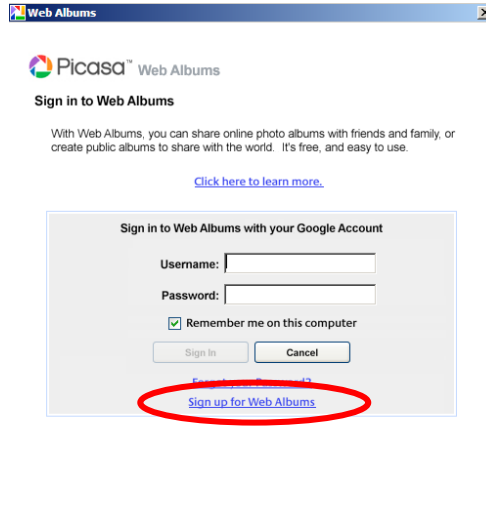 Web Albums
Picasa™ Web Albums
Sign in to Web Albums
With Web Albums, you can share online photo albums with friends and family, or
create public albums to share with the world. It's free, and easy to use.
Click here to learn more.
Sign in to Web Albums with your Google Account
Username:
Password:
Remember me on this computer
Sign In Cancel
Forgot your Password?
Sign up for Web Albums